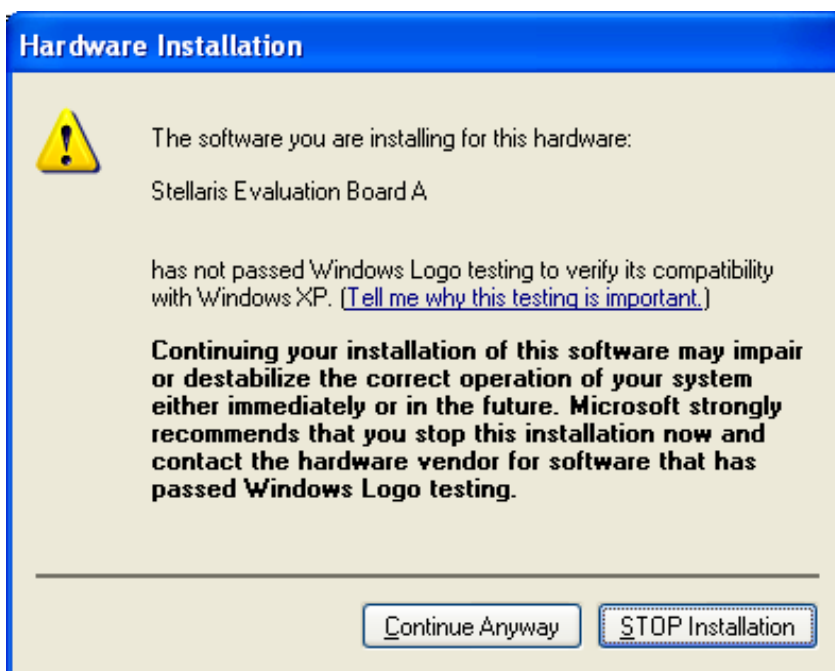 Hardware Installation
The software you are installing for this hardware:
Stellaris Evaluation Board A
has not passed Windows Logo testing to verify its compatibility
with Windows XP. (Tell me why this testing is important.)
Continuing your installation of this software may impair
or destabilize the correct operation of your system
either immediately or in the future. Microsoft strongly
recommends that you stop this installation now and
contact the hardware vendor for software that has
passed Windows Logo testing.
Continue Anyway
STOP Installation